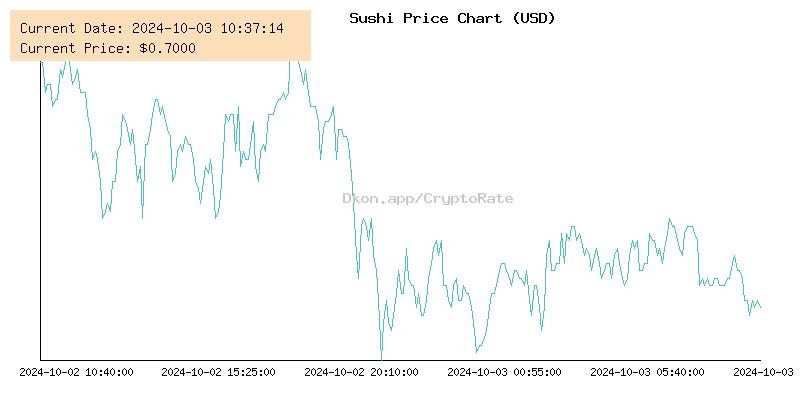 Sushi Price Chart (USD)
Current Date: 2024-10-03 10:37:14
Current Price: $0.7000
Dkon.app/CryptoRate
2024-10-02 10:40:00
2024-10-02 15:25:00
2024-10-02 20:10:00
2024-10-03 00:55:00
2024-10-03 05:40:00
2024-10-03